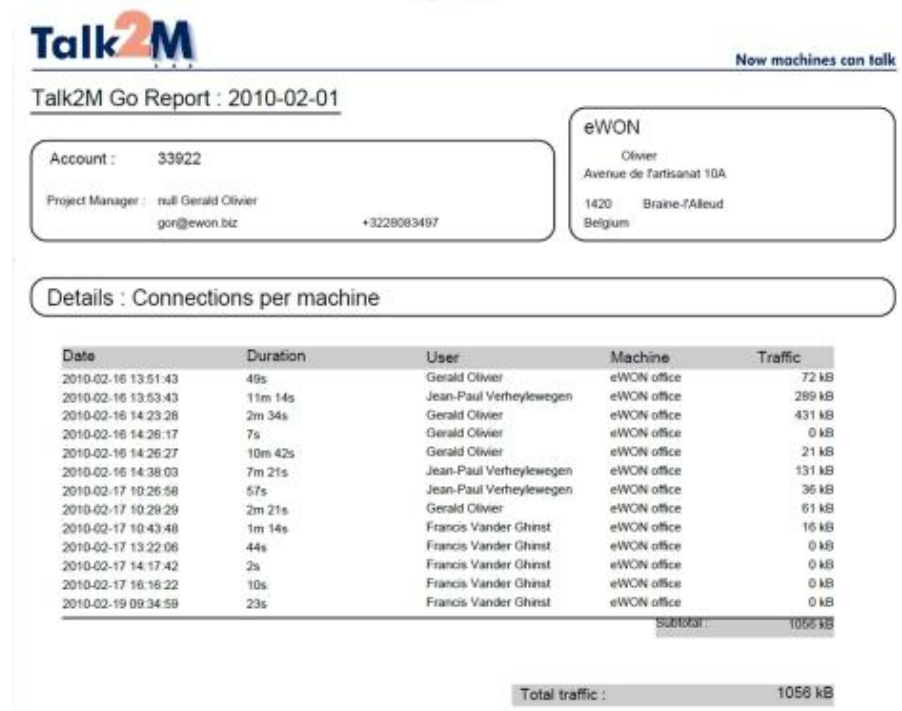 Talk2M
Now machines can talk
Talk2M Go Report : 2010-02-01
Account : 33922
Project Manager : null Gerald Olivier
gor@ewon.biz +3228083497
eWON
Olivier
Avenue de l'artisanat 10A
1420 Braine-l'Alleud
Belgium
Details : Connections per machine
Date Duration User Machine Traffic
2010-02-16 13:51:43 49s Gerald Olivier eWON office 72 kB
2010-02-16 13:53:43 11m 14s Jean-Paul Verheylewegen eWON office 289 kB
2010-02-16 14:23:28 2m 34s Gerald Olivier eWON office 431 kB
2010-02-16 14:26:17 7s Gerald Olivier eWON office 0 kB
2010-02-16 14:26:27 10m 42s Gerald Olivier eWON office 21 kB
2010-02-16 14:38:03 7m 21s Jean-Paul Verheylewegen eWON office 131 kB
2010-02-17 10:26:58 57s Jean-Paul Verheylewegen eWON office 36 kB
2010-02-17 10:29:29 2m 21s Gerald Olivier eWON office 61 kB
2010-02-17 10:43:48 1m 14s Francis Vander Ghinst eWON office 16 kB
2010-02-17 13:22:06 44s Francis Vander Ghinst eWON office 0 kB
2010-02-17 14:17:42 2s Francis Vander Ghinst eWON office 0 kB
2010-02-17 16:16:22 10s Francis Vander Ghinst eWON office 0 kB
2010-02-19 09:34:59 23s Francis Vander Ghinst eWON office 0 kB
Subtotal : 1056 kB
Total traffic : 1056 kB